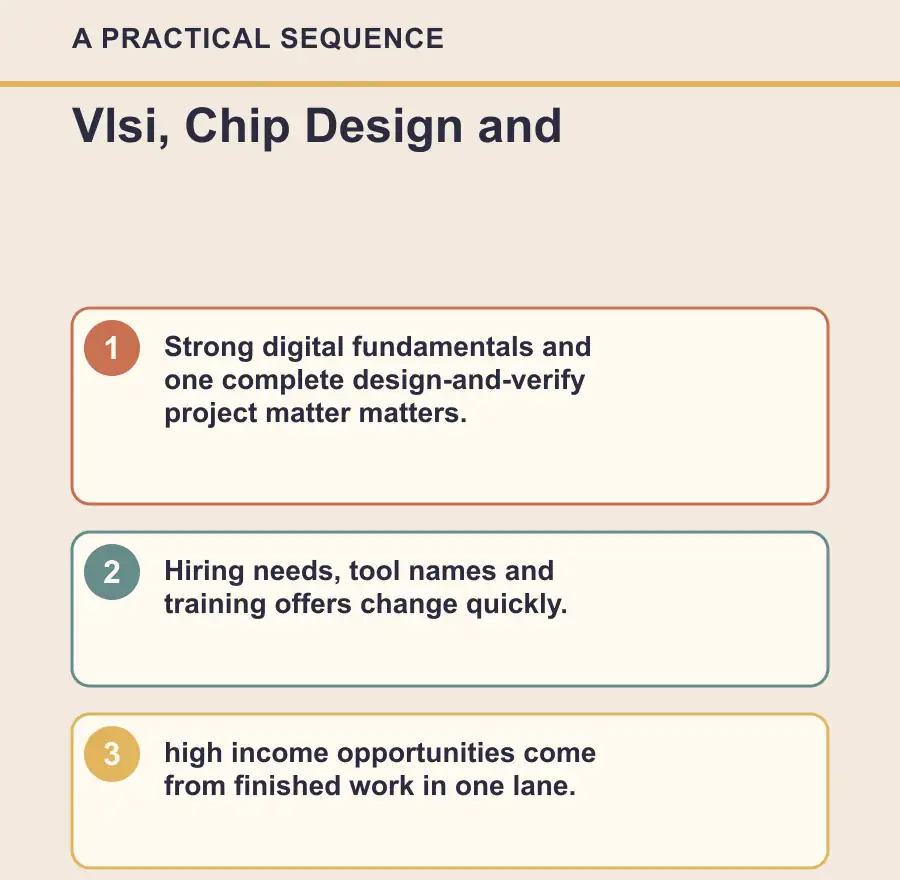 A PRACTICAL SEQUENCE
Vlsi, Chip Design and
1
Strong digital fundamentals and
one complete design-and-verify
project matter matters.
2
Hiring needs, tool names and
training offers change quickly.
3
high income opportunities come
from finished work in one lane.